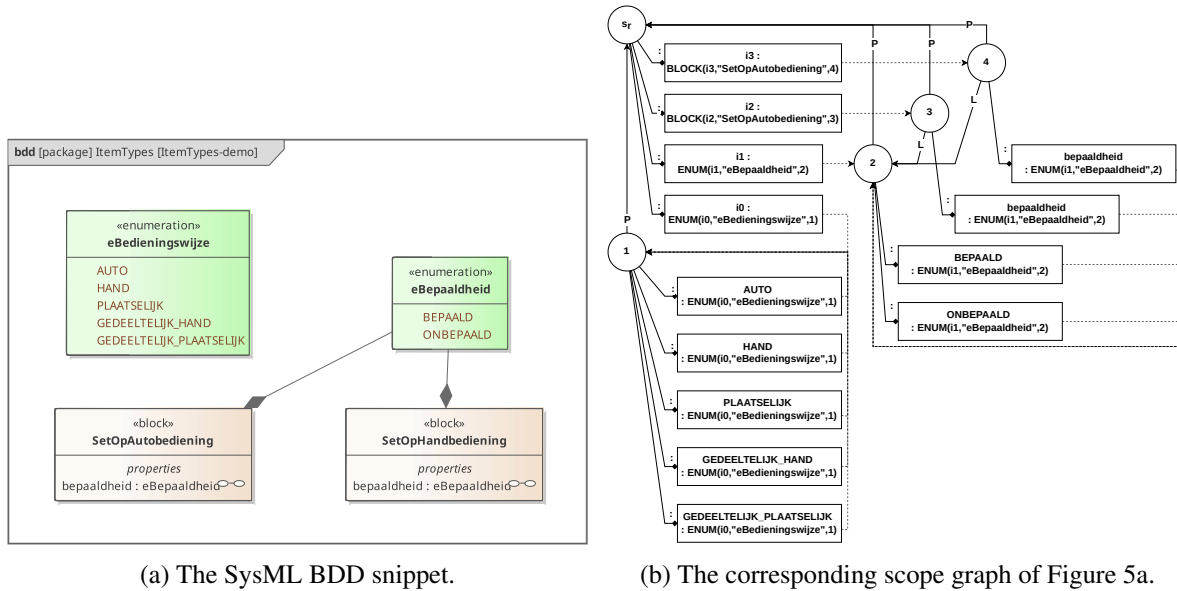 bdd [package] ItemTypes [ItemTypes-demo]
«enumeration»
eBedieningswijze
AUTO
HAND
PLAATSELIJK
GEDEELTELIJK_HAND
GEDEELTELIJK_PLAATSELIJK
«enumeration»
eBepaaldheid
BEPAALD
ONBEPAALD
«block»
SetOpAutobediening
properties
bepaaldheid : eBepaaldheid
«block»
SetOpHandbediening
properties
bepaaldheid : eBepaaldheid
(a) The SysML BDD snippet.
sr
P
P
P
4
:
i3 :
BLOCK(i3,"SetOpAutobediening",4)
L
:
i2 :
BLOCK(i2,"SetOpAutobediening",3)
3
L
:
i1 :
ENUM(i1,"eBepaaldheid",2)
2
:
bepaaldheid
: ENUM(i1,"eBepaaldheid",2)
:
i0 :
ENUM(i0,"eBedieningswijze",1)
:
bepaaldheid
: ENUM(i1,"eBepaaldheid",2)
P
1
:
BEPAALD
: ENUM(i1,"eBepaaldheid",2)
:
ONBEPAALD
: ENUM(i1,"eBepaaldheid",2)
:
AUTO
: ENUM(i0,"eBedieningswijze",1)
:
HAND
: ENUM(i0,"eBedieningswijze",1)
:
PLAATSELIJK
: ENUM(i0,"eBedieningswijze",1)
:
GEDEELTELIJK_HAND
: ENUM(i0,"eBedieningswijze",1)
:
GEDEELTELIJK_PLAATSELIJK
: ENUM(i0,"eBedieningswijze",1)
(b) The corresponding scope graph of Figure 5a.